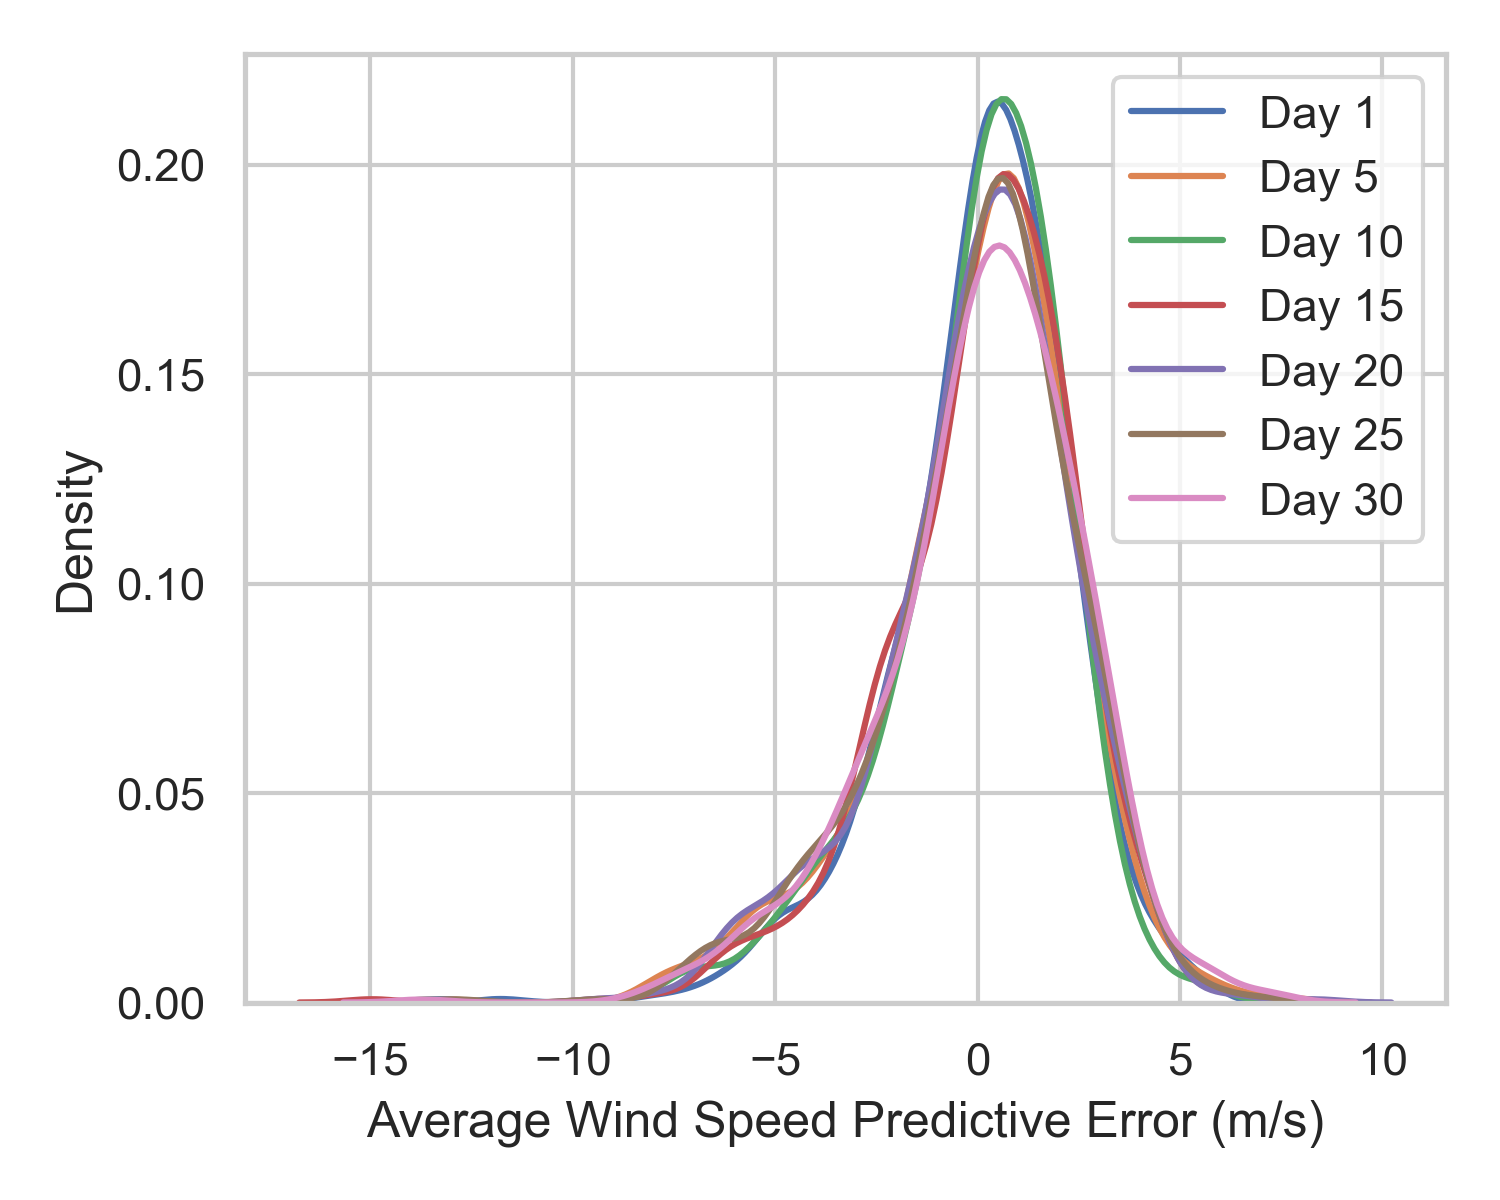 Day 1
Day 5
Day 10
Day 15
Day 20
Day 25
Day 30
0.20
0.15
0.10
0.05
0.00
Density
−15 −10 −5 0 5 10
Average Wind Speed Predictive Error (m/s)